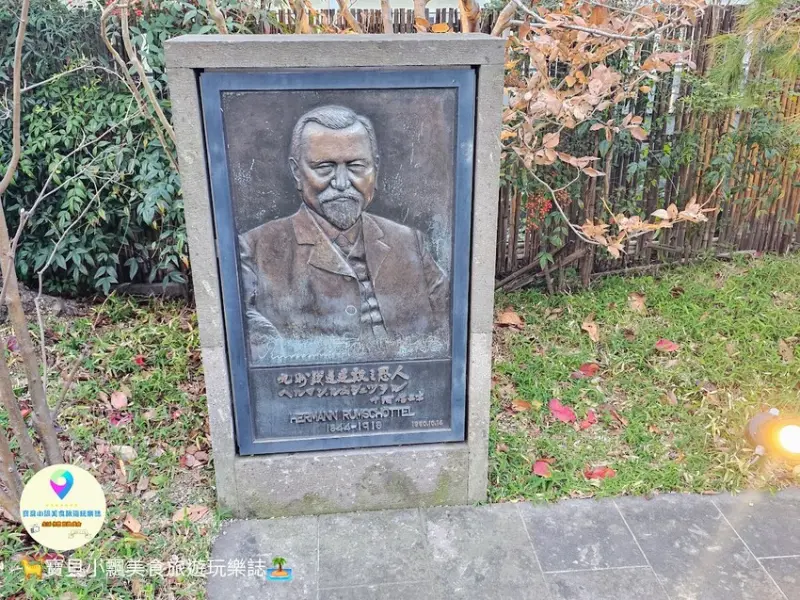 九州鉄道建設之恩人
ヘルマン・ルムシュッテル
HERMANN RUMSCHÖTTEL
1844-1918
寶貝小飄美食旅遊玩樂誌